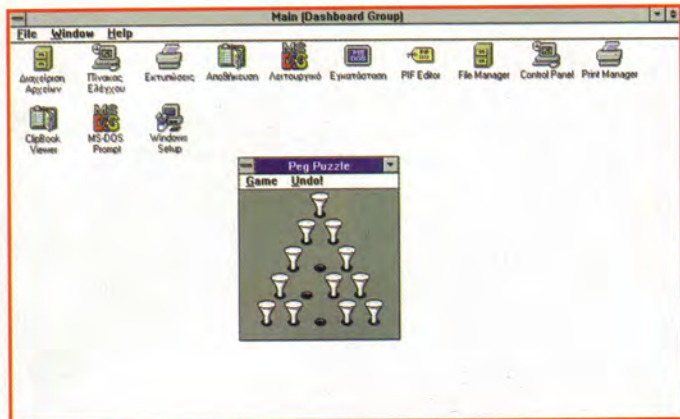 Main (Dashboard Group)
File Window Help
Διαχείριση Αρχείων
Πίνακας Ελέγχου
Εκτυπώσεις
Αποθήκευση
Λειτουργικό
Εγκατάσταση
PIF Editor
File Manager
Control Panel
Print Manager
ClipBook Viewer
MS-DOS Prompt
Windows Setup
Peg Puzzle
Game Undo!